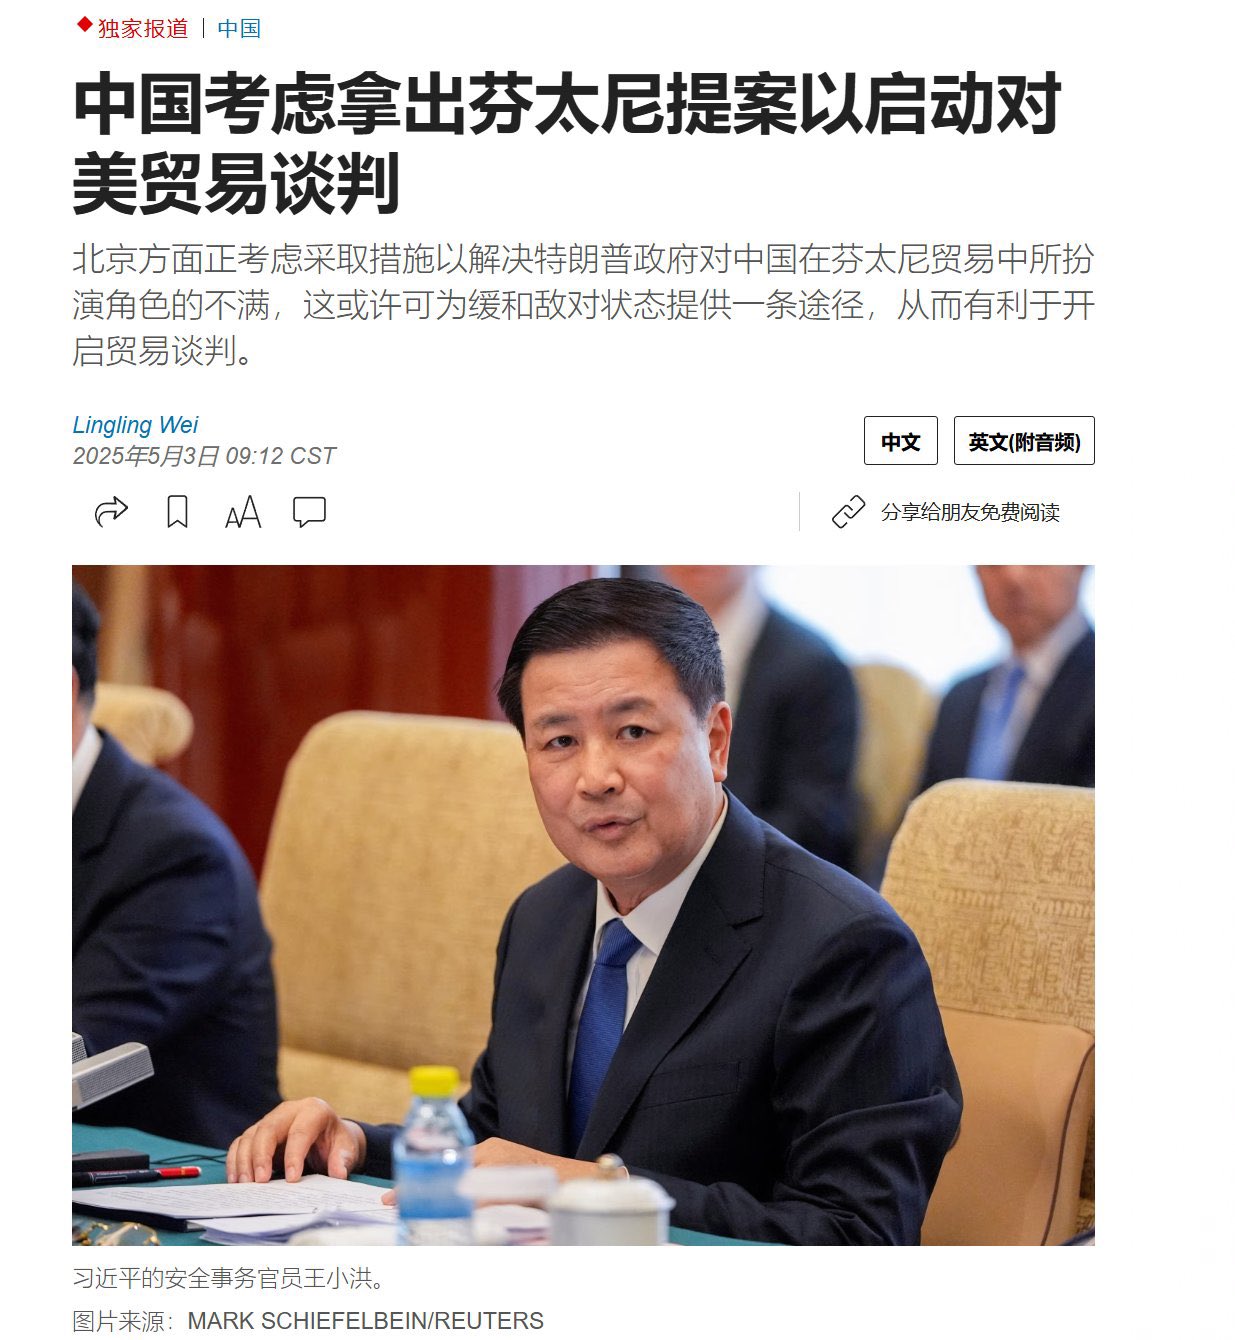 独家报道 | 中国
中国考虑拿出芬太尼提案以启动对
美贸易谈判
北京方面正考虑采取措施以解决特朗普政府对中国在芬太尼贸易中所扮
演角色的不满，这或许可为缓和敌对状态提供一条途径，从而有利于开
启贸易谈判。
Lingling Wei
2025年5月3日 09:12 CST
中文
英文(附音频)
AA
分享给朋友免费阅读
习近平的安全事务官员王小洪。
图片来源：MARK SCHIEFELBEIN/REUTERS